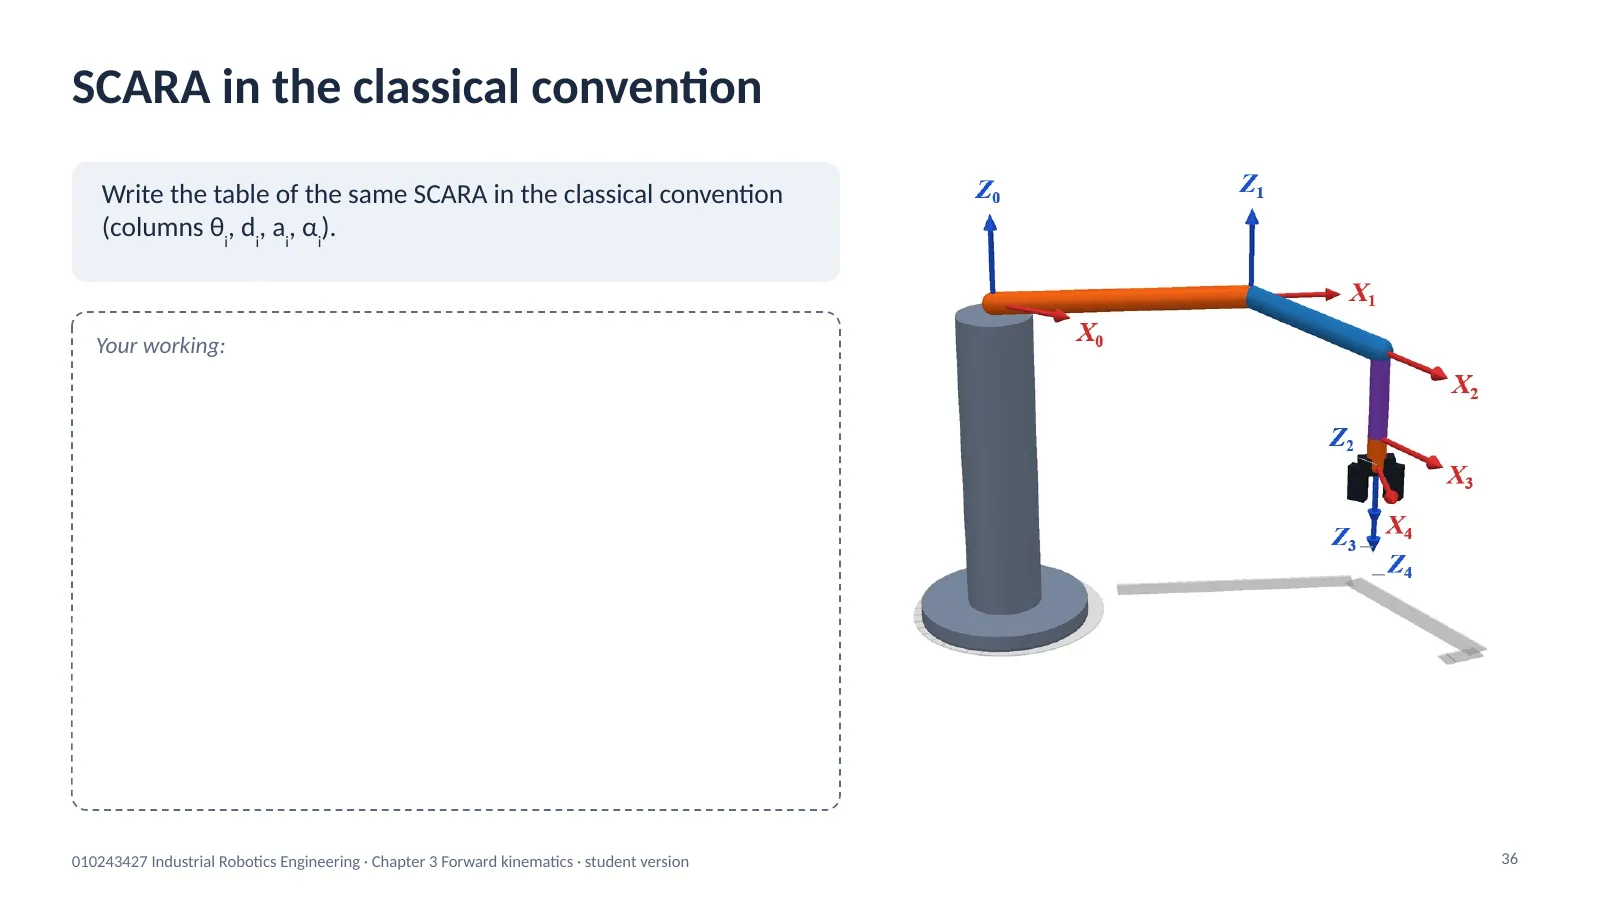 SCARA in the classical convention
Write the table of the same SCARA in the classical convention
(columns θᵢ, dᵢ, aᵢ, αᵢ).
Your working:
Z₀
Z₁
X₁
X₀
X₂
Z₂
X₃
X₄
Z₃
Z₄
010243427 Industrial Robotics Engineering · Chapter 3 Forward kinematics · student version
36